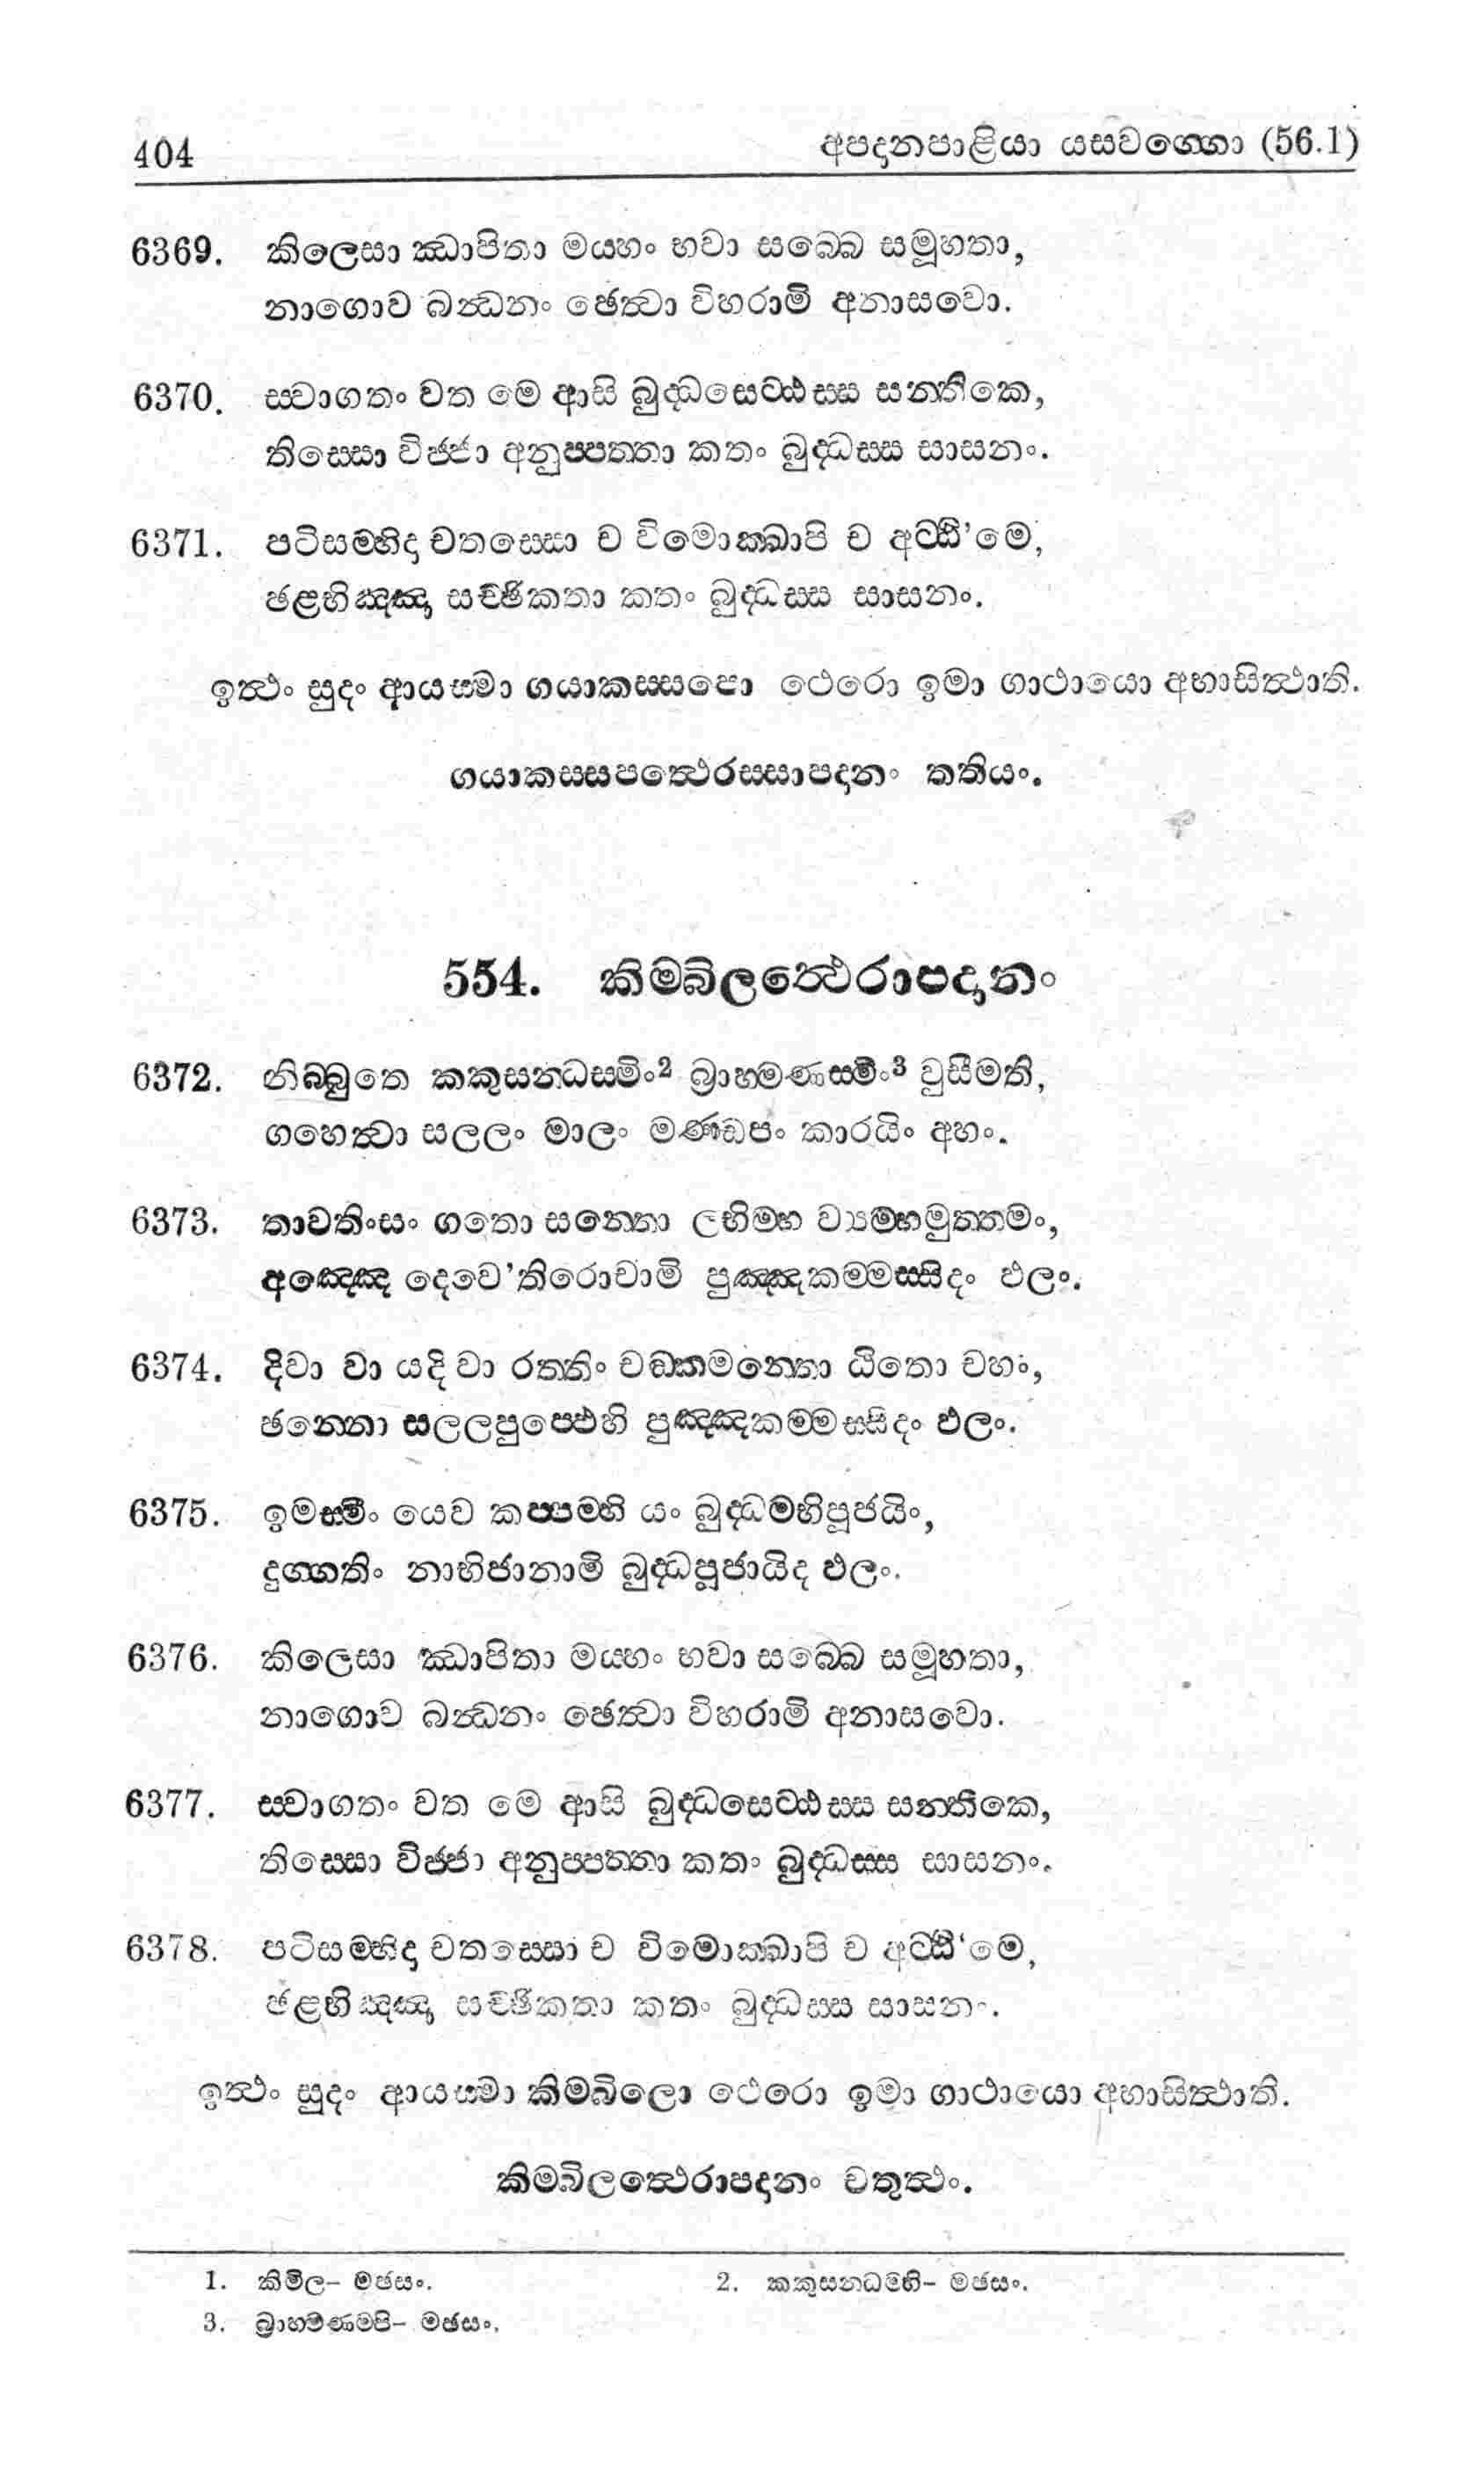 404
අපදානපාළියා යසවග්ගො (56.1)
6369. කිලෙසා ඣාපිතා මය්හං භවා සබ්බෙ සමූහතා,
නාගොව බන්ධනං ඡෙත්වා විහරාමි අනාසවො.
6370. ස්වාගතං වත මෙ ආසි බුද්ධසෙට්ඨස්ස සන්තිකෙ,
තිස්සො විජ්ජා අනුප්පත්තා කතං බුද්ධස්ස සාසනං.
6371. පටිසම්භිදා චතස්සො ච විමොක්ඛාපි ච අට්ඨි'මෙ,
ඡළභිඤ්ඤා සච්ඡිකතා කතං බුද්ධස්ස සාසනං.
ඉත්ථං සුදං ආයස්මා ගයාකස්සපො ථෙරො ඉමා ගාථායො අභාසිත්ථාති.
ගයාකස්සපත්ථෙරස්සාපදානං තතියං.
554. කිම්බිලත්ථෙරාපදානං
6372. නිබ්බුතෙ කකුසන්ධස්මිං2 බ්‍රාහ්මණස්මිං3 වුසීමති,
ගහෙත්වා සලලං මාලං මණ්ඩපං කාරයිං අහං.
6373. තාවතිංසං ගතො සන්තො ලභිම්හ ව්‍යම්හමුත්තමං,
අඤ්ඤෙ දෙවෙ'තිරොචාමි පුඤ්ඤකම්මස්සිදං ඵලං.
6374. දිවා වා යදි වා රත්තිං චඞ්කමන්තො ඨිතො චහං,
ඡන්නො සලලපුප්ඵෙහි පුඤ්ඤකම්මස්සිදං ඵලං.
6375. ඉමස්මිං යෙව කප්පම්හි යං බුද්ධමභිපූජයිං,
දුග්ගතිං නාභිජානාමි බුද්ධපූජායිද ඵලං.
6376. කිලෙසා ඣාපිතා මය්හං භවා සබ්බෙ සමූහතා,
නාගොව බන්ධනං ඡෙත්වා විහරාමි අනාසවො.
6377. ස්වාගතං වත මෙ ආසි බුද්ධසෙට්ඨස්ස සන්තිකෙ,
තිස්සො විජ්ජා අනුප්පත්තා කතං බුද්ධස්ස සාසනං.
6378. පටිසම්භිදා චතස්සො ච විමොක්ඛාපි ච අට්ඨි'මෙ,
ඡළභිඤ්ඤා සච්ඡිකතා කතං බුද්ධස්ස සාසනං.
ඉත්ථං සුදං ආයස්මා කිම්බිලො ථෙරො ඉමා ගාථායො අභාසිත්ථාති.
කිම්බිලත්ථෙරාපදානං චතුත්ථං.
1. කිමිල- මඡසං. 2. කකුසන්ධම්හි- මඡසං.
3. බ්‍රාහ්මණම්පි- මඡසං.